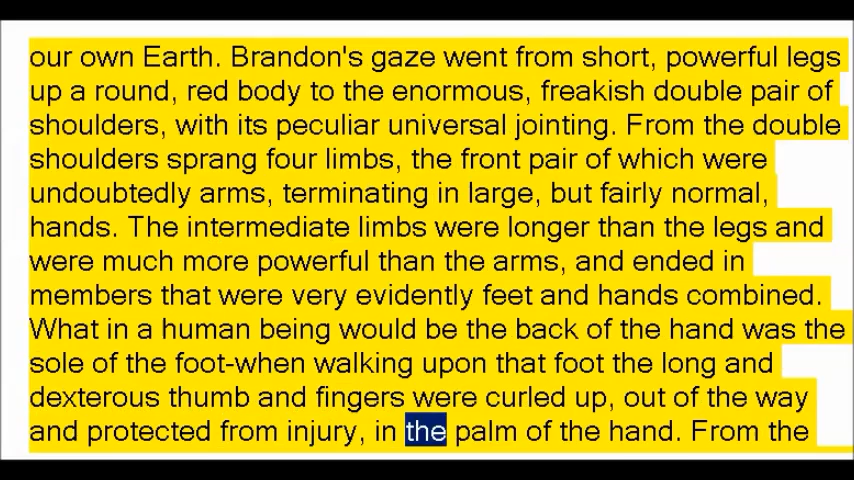 our own Earth. Brandon's gaze went from short, powerful legs
up a round, red body to the enormous, freakish double pair of
shoulders, with its peculiar universal jointing. From the double
shoulders sprang four limbs, the front pair of which were
undoubtedly arms, terminating in large, but fairly normal,
hands. The intermediate limbs were longer than the legs and
were much more powerful than the arms, and ended in
members that were very evidently feet and hands combined.
What in a human being would be the back of the hand was the
sole of the foot-when walking upon that foot the long and
dexterous thumb and fingers were curled up, out of the way
and protected from injury, in the palm of the hand. From the